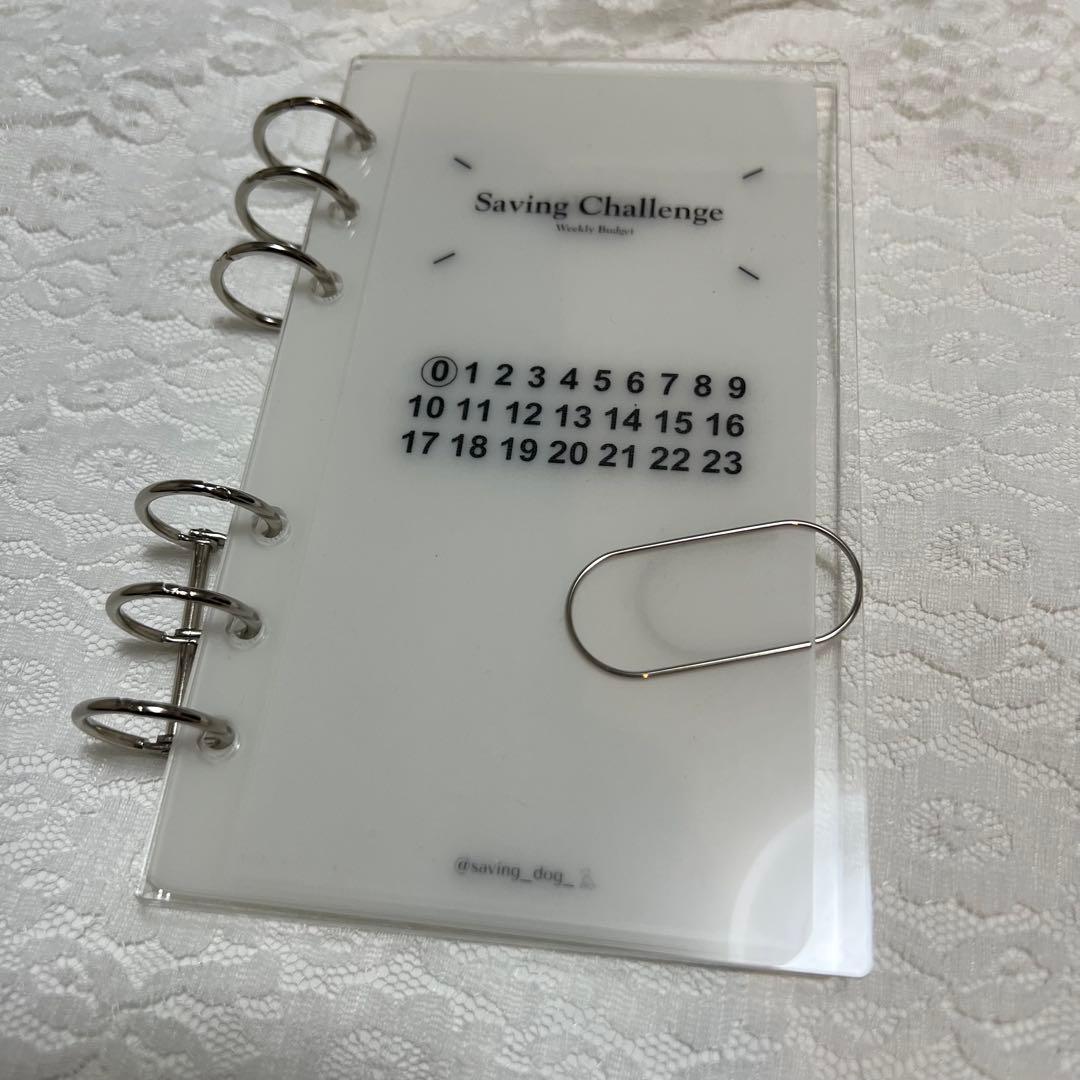 Saving Challenge
Weekly Budget
0 1 2 3 4 5 6 7 8 9
10 11 12 13 14 15 16
17 18 19 20 21 22 23
@saving_dog_